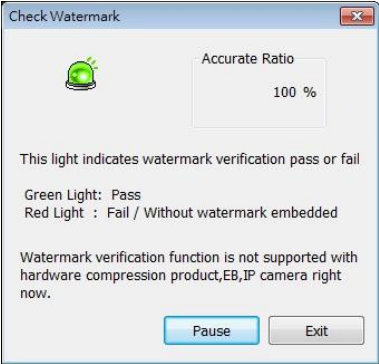 Check Watermark
Accurate Ratio
100 %
This light indicates watermark verification pass or fail
Green Light: Pass
Red Light : Fail / Without watermark embedded
Watermark verification function is not supported with
hardware compression product,EB,IP camera right
now.
Pause
Exit